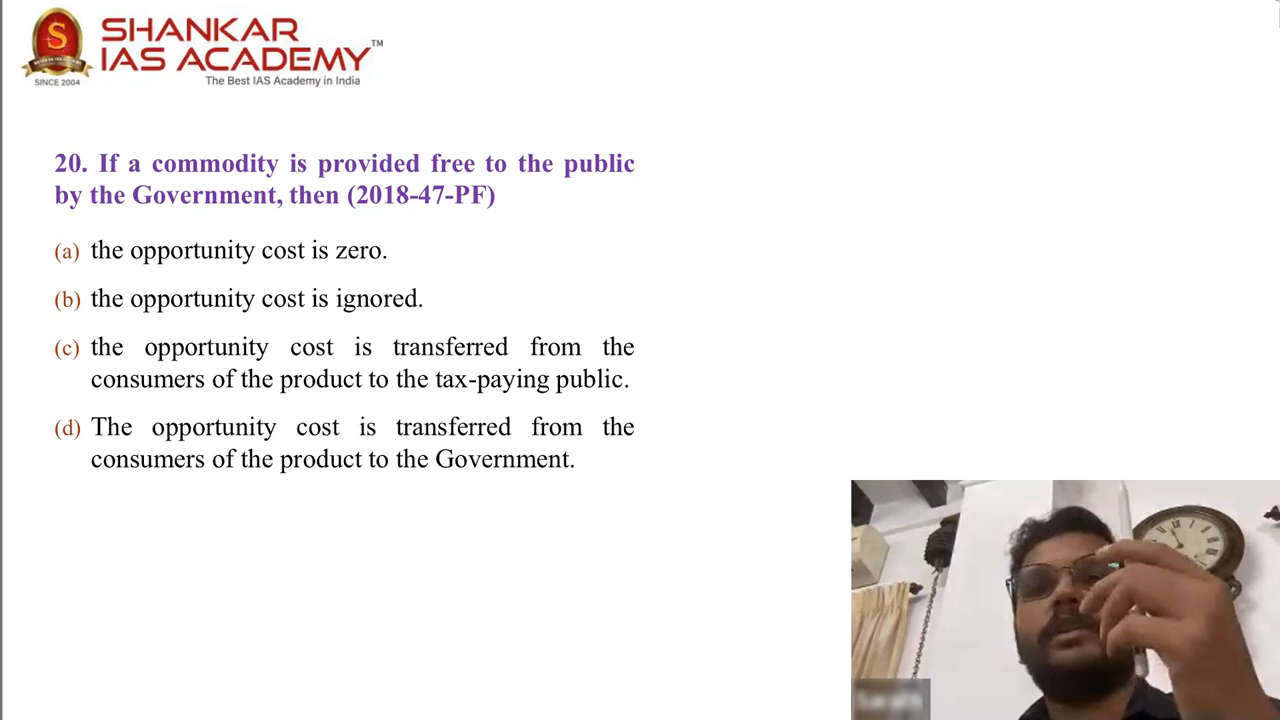 SHANKAR
IAS ACADEMY™
The Best IAS Academy in India
SINCE 2004
20. If a commodity is provided free to the public
by the Government, then (2018-47-PF)
(a) the opportunity cost is zero.
(b) the opportunity cost is ignored.
(c) the opportunity cost is transferred from the
consumers of the product to the tax-paying public.
(d) The opportunity cost is transferred from the
consumers of the product to the Government.